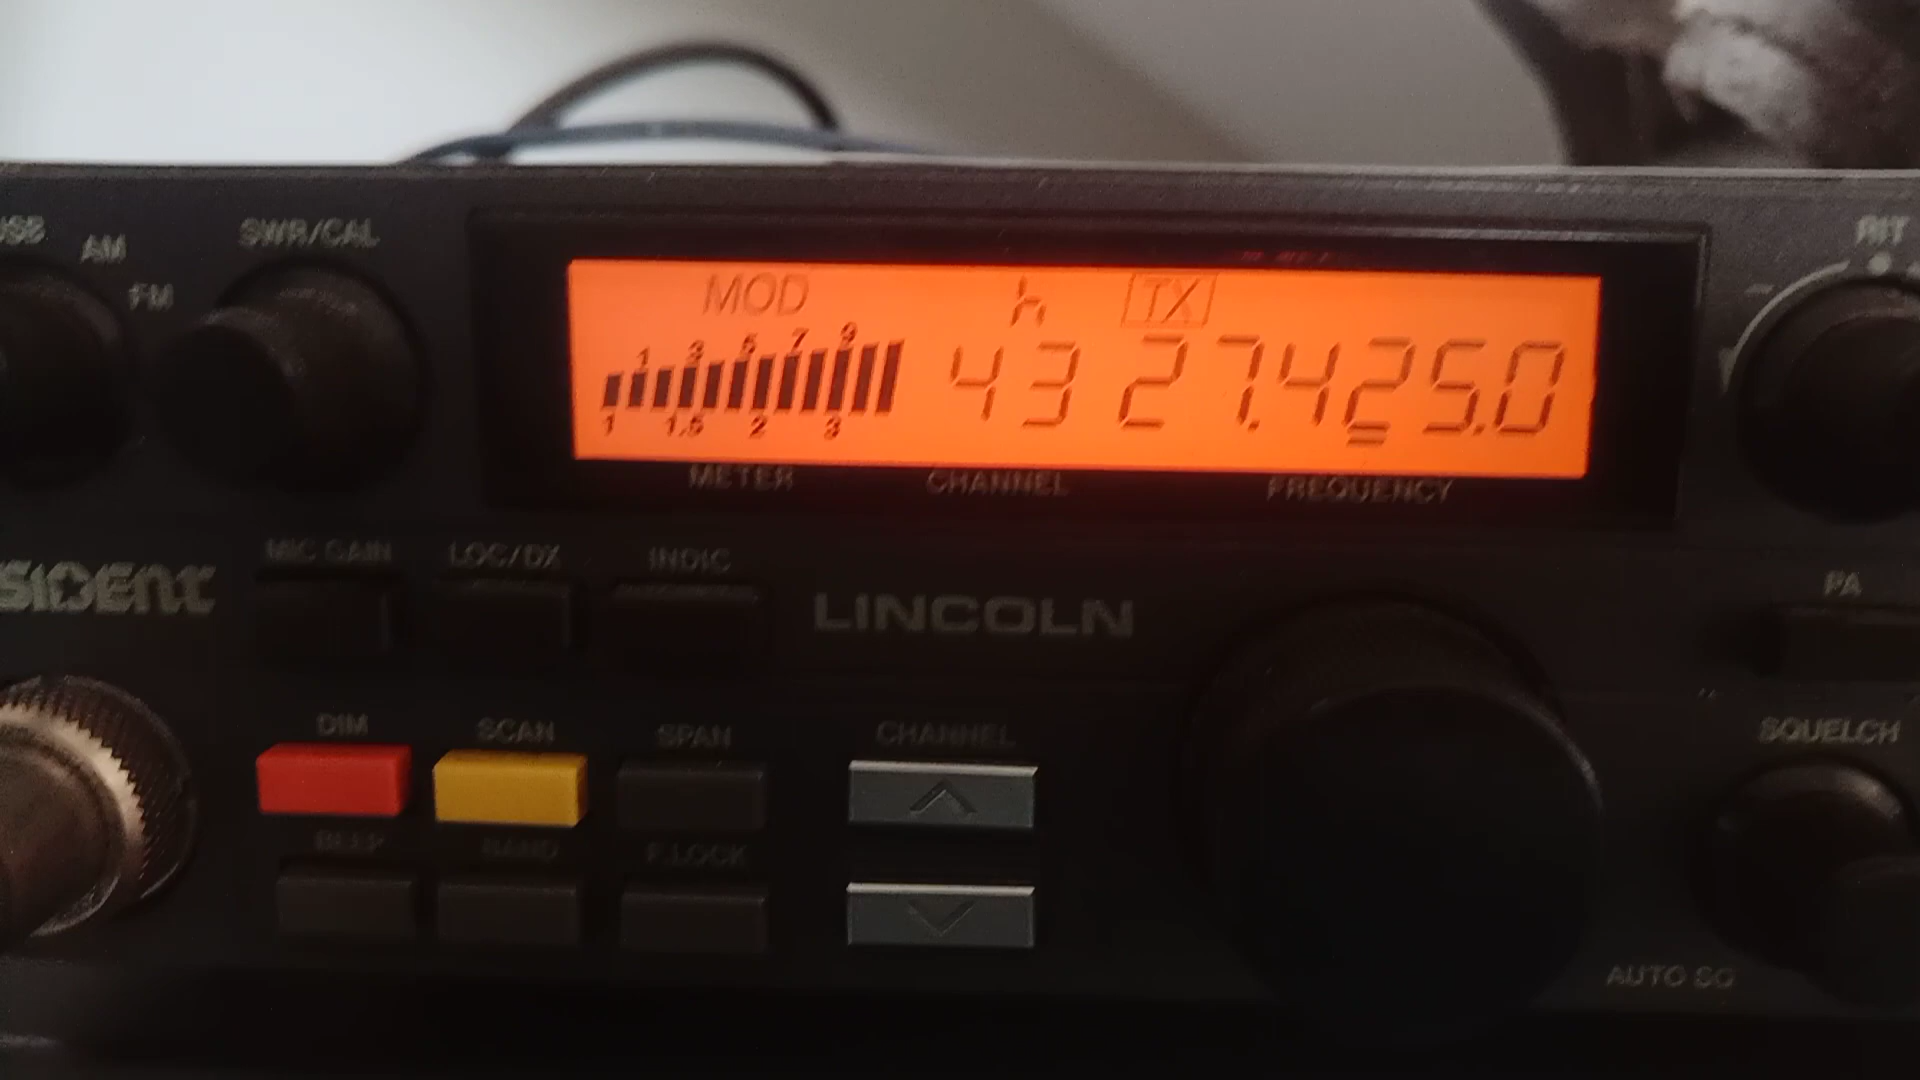 USB
AM
FM
SWR/CAL
RIT
MOD h TX
1 3 5 7 9
43 27.425.0
1 1.5 2 3
METER CHANNEL FREQUENCY
MIC GAIN LOC/DX INDIC
SIDENT
LINCOLN
PA
DIM SCAN SPAN CHANNEL
SQUELCH
BEEP BAND F.LOCK
AUTO SQ